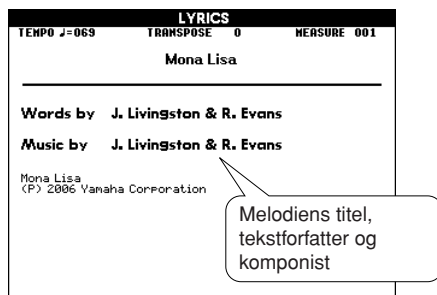 LYRICS
TEMPO ♩=069 TRANSPOSE 0 MEASURE 001
Mona Lisa
Words by J. Livingston & R. Evans
Music by J. Livingston & R. Evans
Mona Lisa
(P) 2006 Yamaha Corporation
Melodiens titel,
tekstforfatter og
komponist